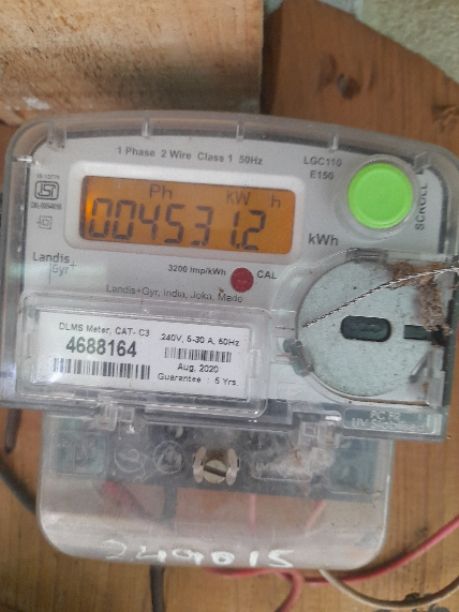 1 Phase 2 Wire Class 1 50Hz
LGC110
E150
SCROLL
ISI
Ph kW h
004531.2
kWh
Landis
Gyr+
3200 imp/kWh CAL
Landis+Gyr, India, Joka, Made
DLMS Meter, CAT- C3
4688164
240V, 5-30 A, 50Hz
Aug, 2020
Guarantee : 5 Yrs.